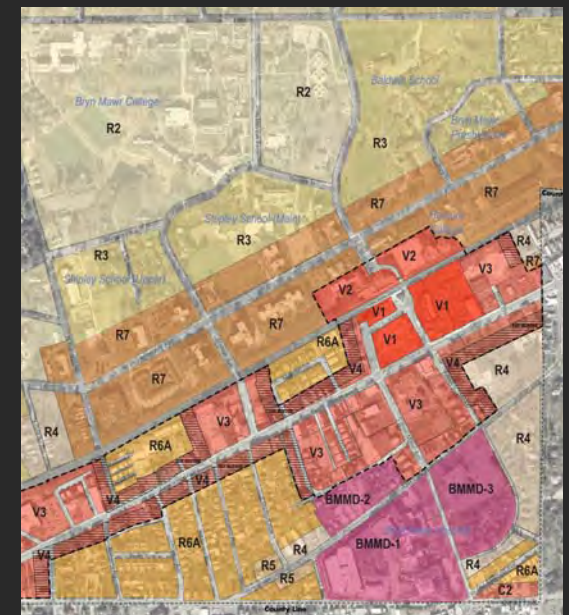 R2
Baldwin School
Bryn Mawr College
R2
R3
Bryn Mawr
R7
R7
Shipley School (Main)
R3
R4
R3
V2
V3
R7
Shipley School (Upper)
V2
V1
V1
R7
R7
R6A
V1
R7
V4
V4
R4
V3
V3
R4
R6A
V3
R4
V4
BMMD-3
BMMD-2
V3
V4
R6A
BMMD-1
V4
R4
R5
R4
R6A
R5
C2
County Line